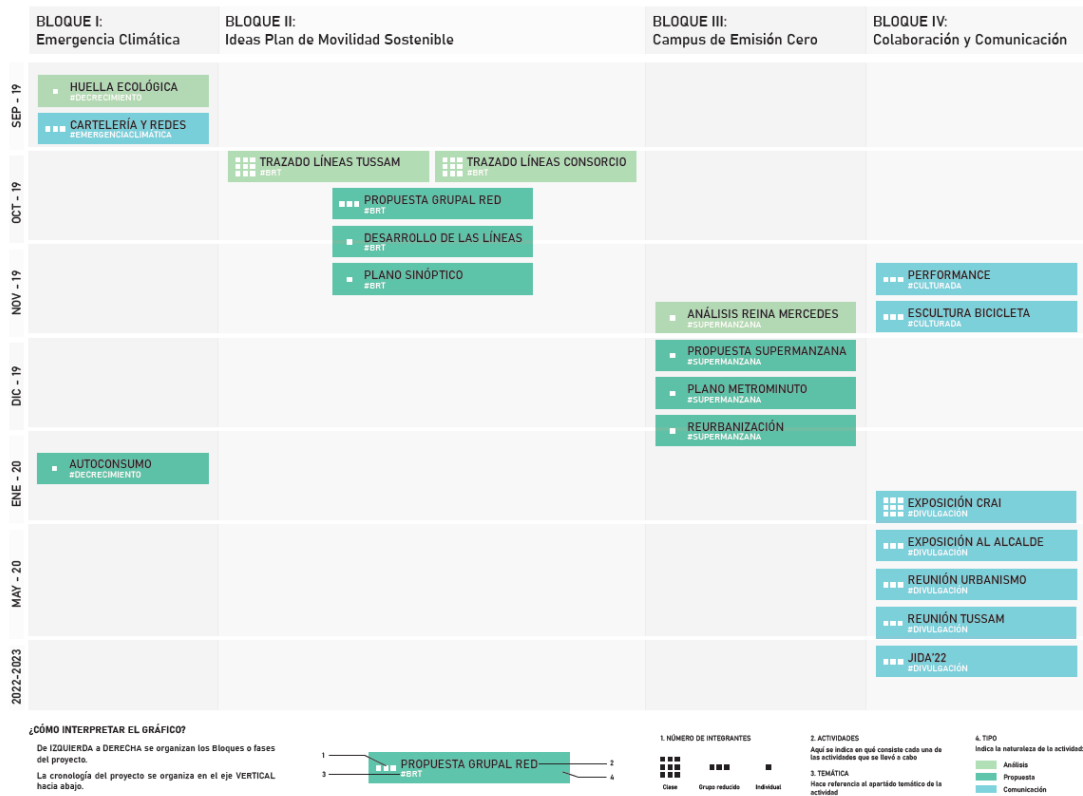 BLOQUE I:
Emergencia Climática
BLOQUE II:
Ideas Plan de Movilidad Sostenible
BLOQUE III:
Campus de Emisión Cero
BLOQUE IV:
Colaboración y Comunicación
SEP - 19
HUELLA ECOLÓGICA
#DECRECIMIENTO
CARTELERÍA Y REDES
#EMERGENCIACLIMÁTICA
OCT - 19
TRAZADO LÍNEAS TUSSAM
#BRT
TRAZADO LÍNEAS CONSORCIO
#BRT
PROPUESTA GRUPAL RED
#BRT
DESARROLLO DE LAS LÍNEAS
#BRT
NOV - 19
PLANO SINÓPTICO
#BRT
PERFORMANCE
#CULTURADA
ANÁLISIS REINA MERCEDES
#SUPERMANZANA
ESCULTURA BICICLETA
#CULTURADA
DIC - 19
PROPUESTA SUPERMANZANA
#SUPERMANZANA
PLANO METROMINUTO
#SUPERMANZANA
REURBANIZACIÓN
#SUPERMANZANA
ENE - 20
AUTOCONSUMO
#DECRECIMIENTO
EXPOSICIÓN CRAI
#DIVULGACIÓN
MAY - 20
EXPOSICIÓN AL ALCALDE
#DIVULGACIÓN
REUNIÓN URBANISMO
#DIVULGACIÓN
REUNIÓN TUSSAM
#DIVULGACIÓN
2022-2023
JIDA'22
#DIVULGACIÓN
¿CÓMO INTERPRETAR EL GRÁFICO?
De IZQUIERDA a DERECHA se organizan los Bloques o fases
del proyecto.
La cronología del proyecto se organiza en el eje VERTICAL
hacia abajo.
1
2
3
4
PROPUESTA GRUPAL RED
#BRT
1. NÚMERO DE INTEGRANTES
Clase
Grupo reducido
Individual
2. ACTIVIDADES
Aquí se indica en qué consiste cada una de
las actividades que se llevó a cabo
3. TEMÁTICA
Hace referencia al apartado temático de la
actividad
4. TIPO
Indica la naturaleza de la actividad:
Análisis
Propuesta
Comunicación